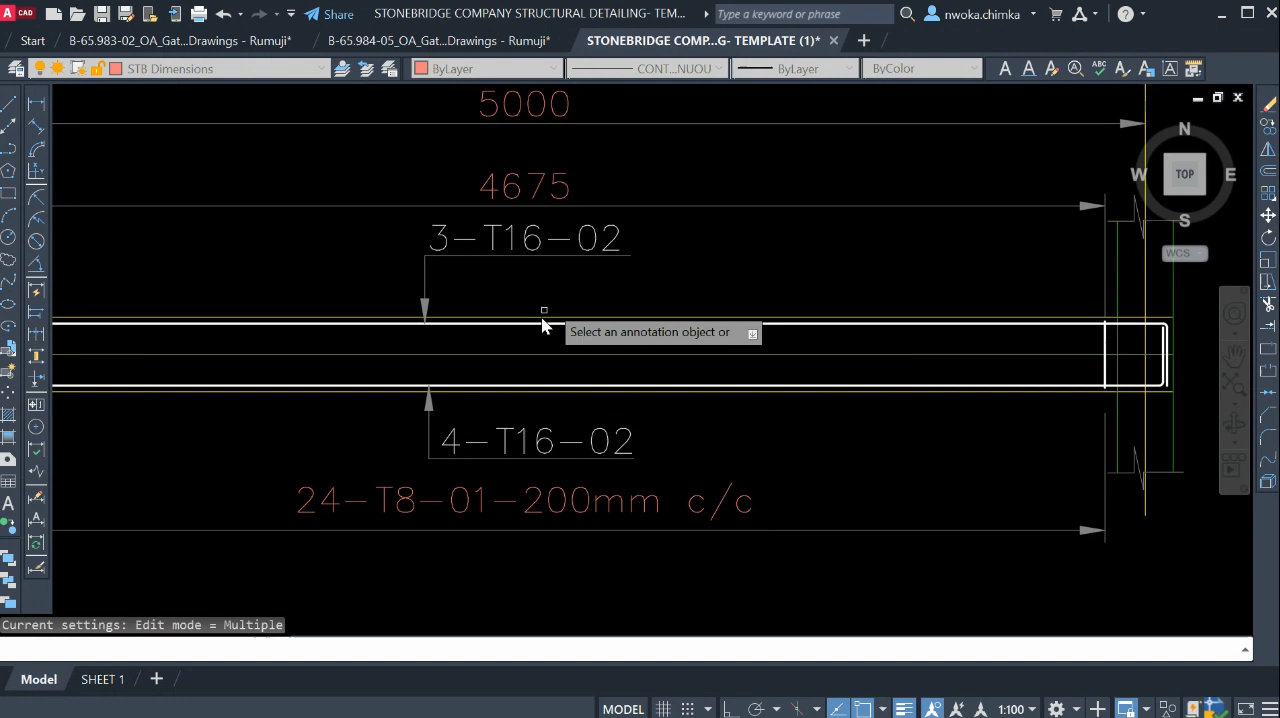 CAD
Share
STONEBRIDGE COMPANY STRUCTURAL DETAILING- TEM...
Type a keyword or phrase
nwoka.chimka...
Start
B-65.983-02_OA_Gat...Drawings - Rumuji*
B-65.984-05_OA_Gat...Drawings - Rumuji*
STONEBRIDGE COMP...G- TEMPLATE (1)*
STB Dimensions
ByLayer
CONT...NUOU
ByLayer
ByColor
5000
N
W
TOP
E
S
WCS
4675
3-T16-02
Select an annotation object or
4-T16-02
24-T8-01-200mm c/c
Current settings: Edit mode = Multiple
Model
SHEET 1
MODEL
1:100